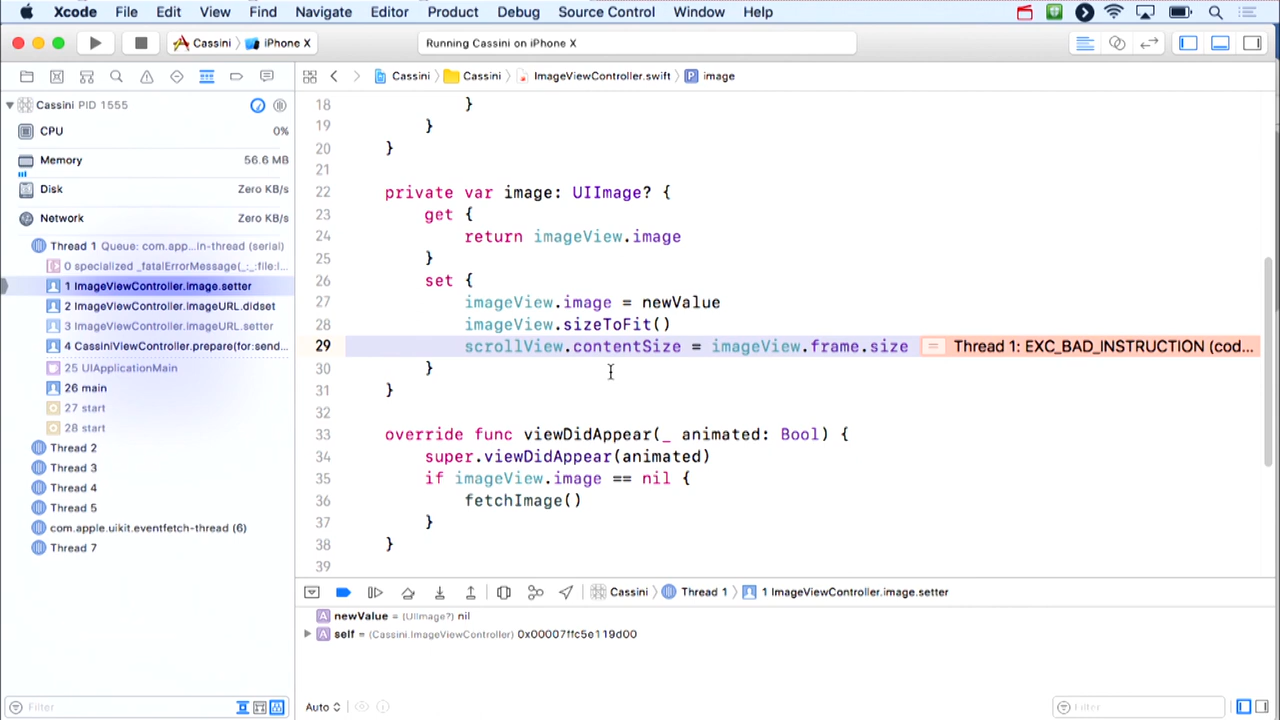 Xcode File Edit View Find Navigate Editor Product Debug Source Control Window Help
Cassini iPhone X
Running Cassini on iPhone X
Cassini PID 1555
CPU 0%
Memory 56.6 MB
Disk Zero KB/s
Network Zero KB/s
Thread 1 Queue: com.app...in-thread (serial)
0 specialized _fatalErrorMessage(_:_:file:l...
1 ImageViewController.image.setter
2 ImageViewController.imageURL.didset
3 ImageViewController.imageURL.setter
4 CassiniViewController.prepare(for:send...
25 UIApplicationMain
26 main
27 start
28 start
Thread 2
Thread 3
Thread 4
Thread 5
com.apple.uikit.eventfetch-thread (6)
Thread 7
Filter
Cassini Cassini ImageViewController.swift P image
18 }
19 }
20 }
21
22 private var image: UIImage? {
23 get {
24 return imageView.image
25 }
26 set {
27 imageView.image = newValue
28 imageView.sizeToFit()
29 scrollView.contentSize = imageView.frame.size = Thread 1: EXC_BAD_INSTRUCTION (cod...
30 }
31 }
32
33 override func viewDidAppear(_ animated: Bool) {
34 super.viewDidAppear(animated)
35 if imageView.image == nil {
36 fetchImage()
37 }
38 }
39
Cassini Thread 1 1 ImageViewController.image.setter
A newValue = (UIImage?) nil
A self = (Cassini.ImageViewController) 0x00007ffc5e119d00
Auto Filter